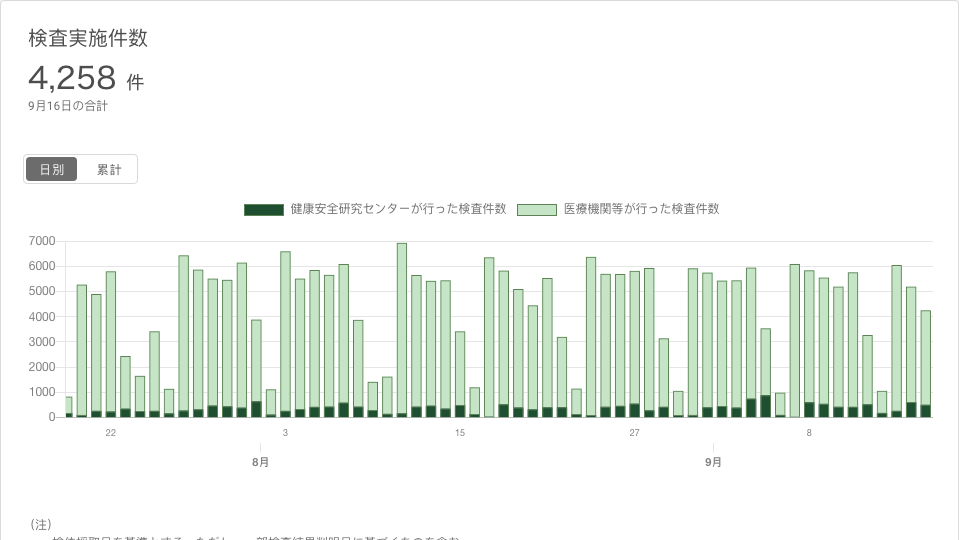 検査実施件数
4,258 件
9月16日の合計
日別 累計
健康安全研究センターが行った検査件数 医療機関等が行った検査件数
7000
6000
5000
4000
3000
2000
1000
0
22 3 15 27 8
8月 9月
(注)